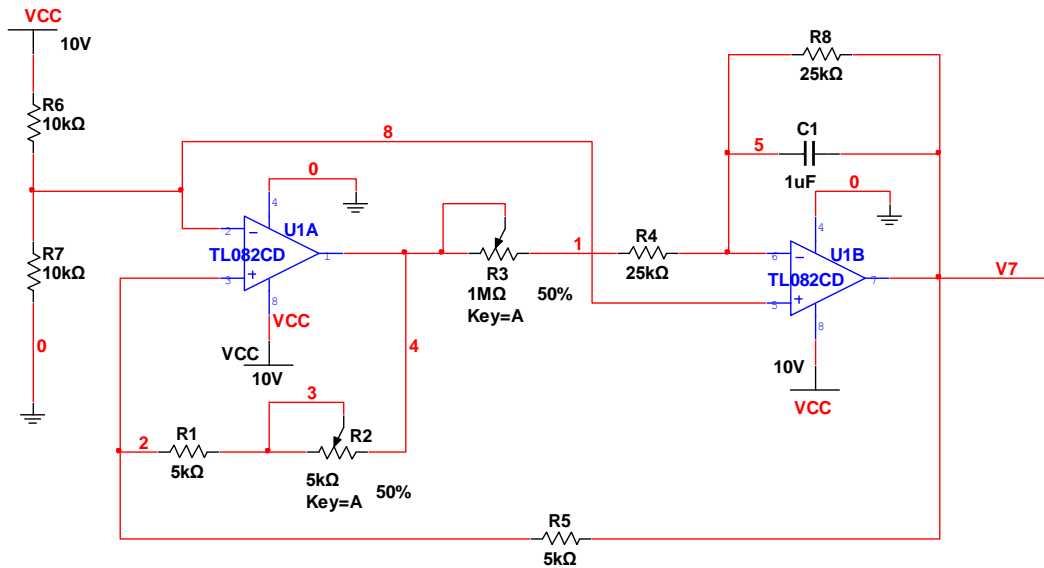 VCC
10V
R6
10kΩ
R7
10kΩ
0
8
0
4
U1A
2
TL082CD
1
3
8
VCC
VCC
10V
4
R3
1MΩ
50%
Key=A
1
R4
25kΩ
R8
25kΩ
C1
5
1uF
0
4
U1B
6
TL082CD
7
5
8
10V
VCC
V7
3
2
R1
5kΩ
R2
5kΩ
50%
Key=A
R5
5kΩ